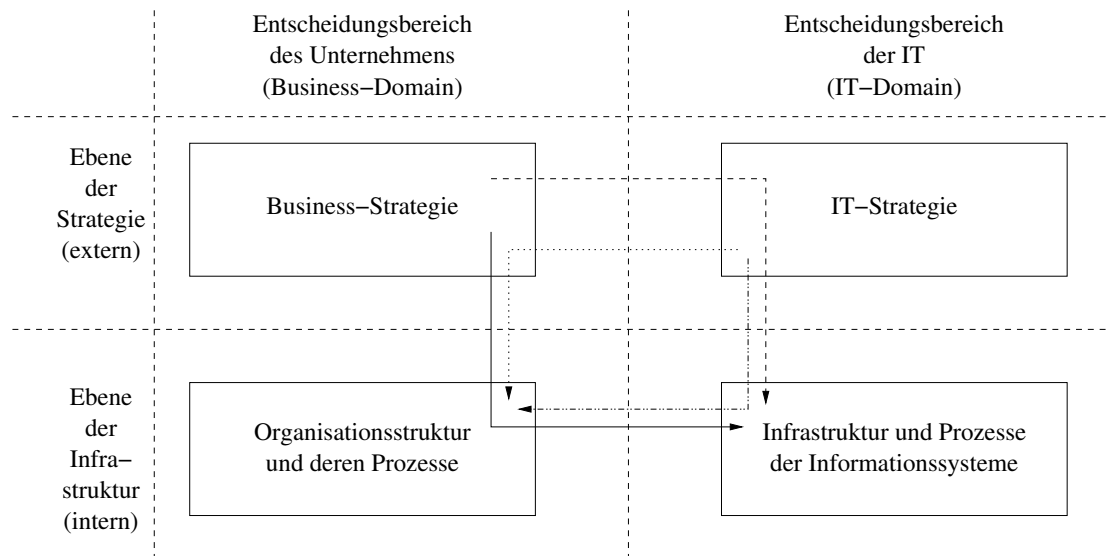 Entscheidungsbereich
des Unternehmens
(Business−Domain)
Entscheidungsbereich
der IT
(IT−Domain)
Ebene
der
Strategie
(extern)
Business−Strategie
IT−Strategie
Ebene
der
Infra−
struktur
(intern)
Organisationsstruktur
und deren Prozesse
Infrastruktur und Prozesse
der Informationssysteme